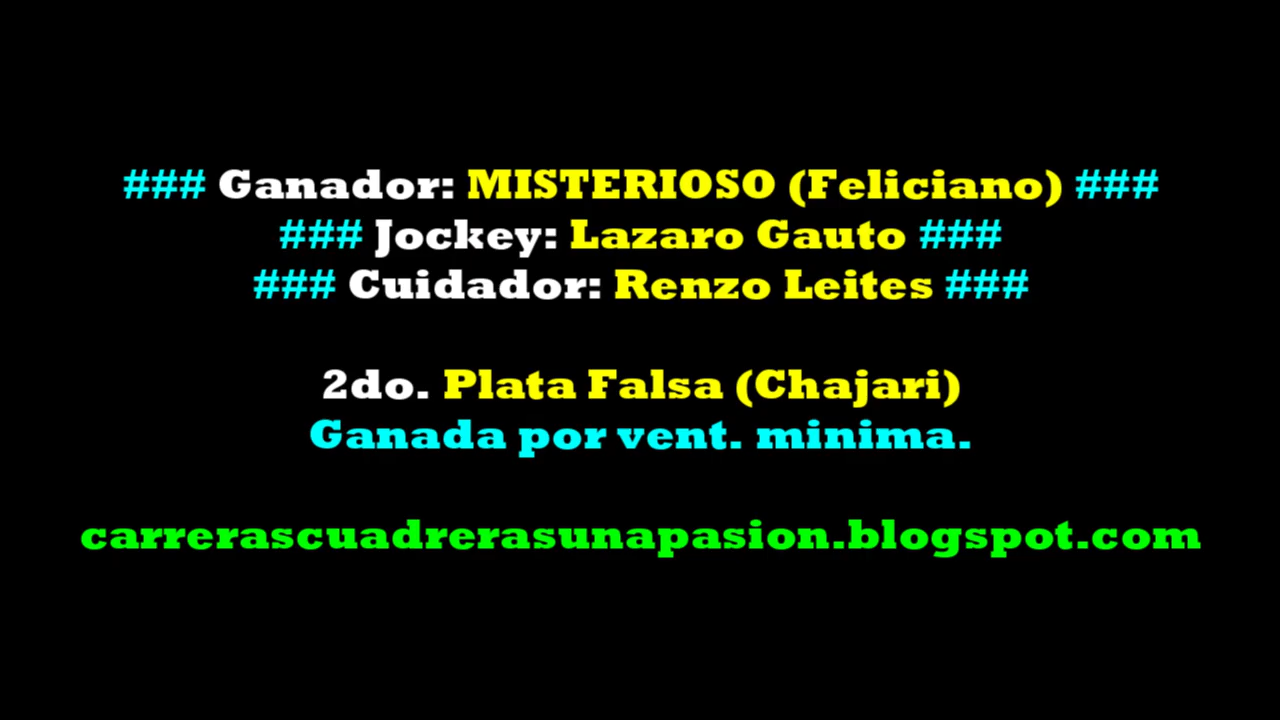 ### Ganador: MISTERIOSO (Feliciano) ###
### Jockey: Lazaro Gauto ###
### Cuidador: Renzo Leites ###
2do. Plata Falsa (Chajari)
Ganada por vent. minima.
carrerascuadrerasunapasion.blogspot.com